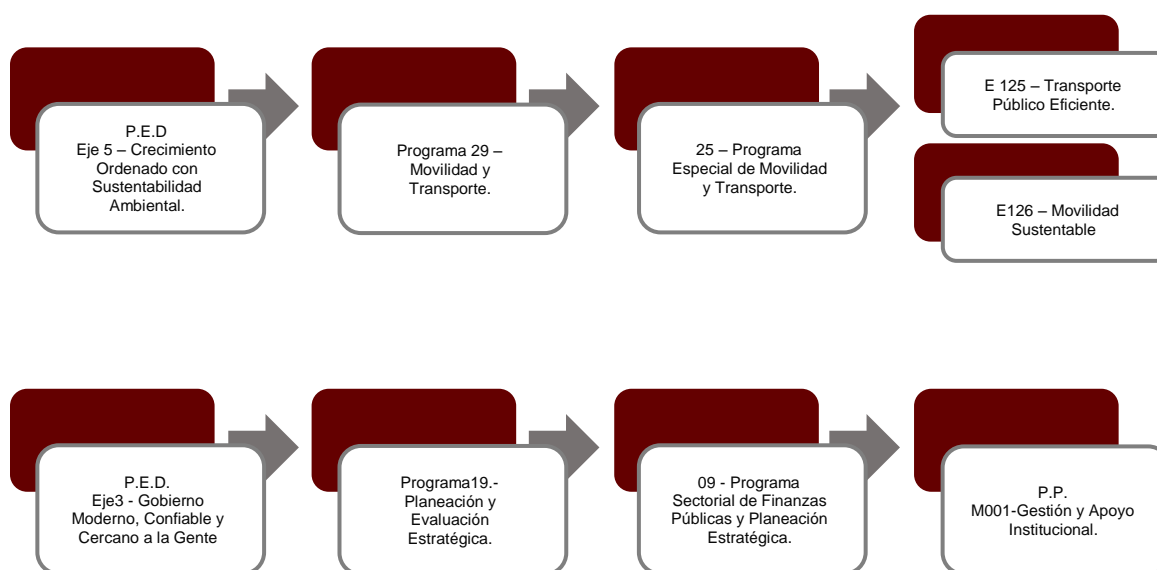 P.E.D
Eje 5 – Crecimiento
Ordenado con
Sustentabilidad
Ambiental.
Programa 29 –
Movilidad y
Transporte.
25 – Programa
Especial de Movilidad
y Transporte.
E 125 – Transporte
Público Eficiente.
E126 – Movilidad
Sustentable
P.E.D.
Eje3 - Gobierno
Moderno, Confiable y
Cercano a la Gente
Programa19.-
Planeación y
Evaluación
Estratégica.
09 - Programa
Sectorial de Finanzas
Públicas y Planeación
Estratégica.
P.P.
M001-Gestión y Apoyo
Institucional.